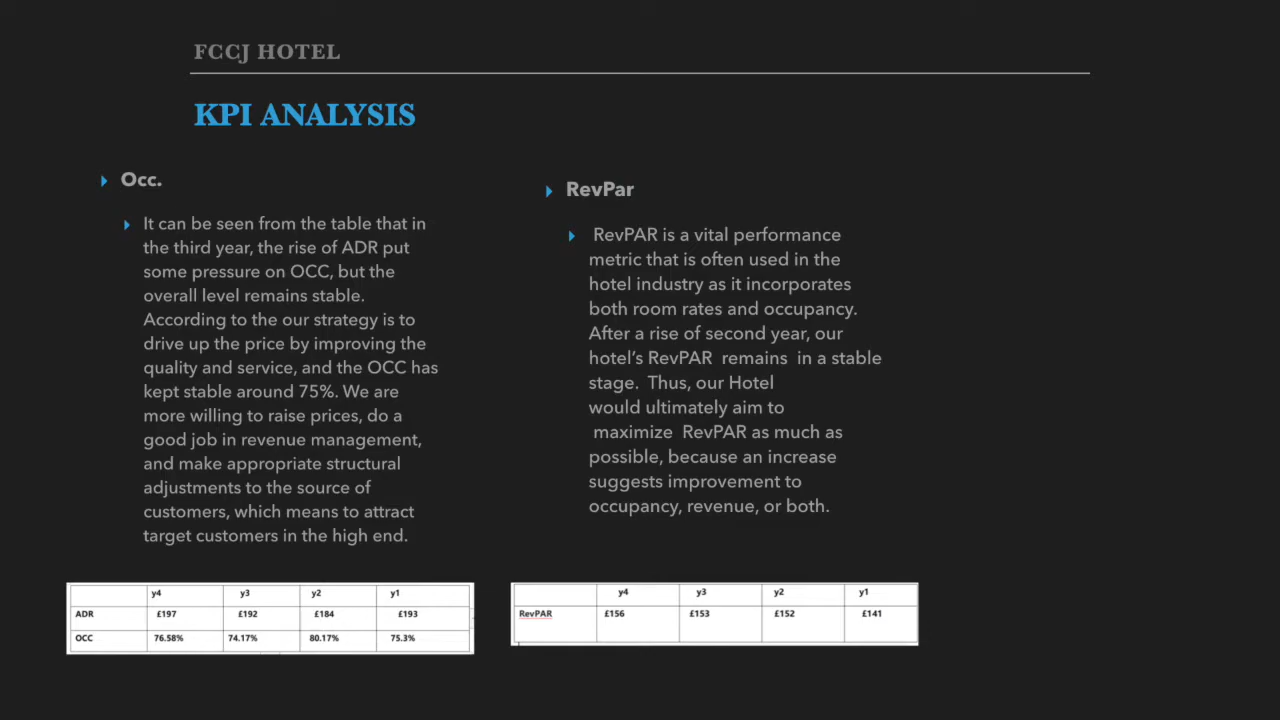 FCCJ HOTEL
KPI ANALYSIS
Occ.
It can be seen from the table that in
the third year, the rise of ADR put
some pressure on OCC, but the
overall level remains stable.
According to the our strategy is to
drive up the price by improving the
quality and service, and the OCC has
kept stable around 75%. We are
more willing to raise prices, do a
good job in revenue management,
and make appropriate structural
adjustments to the source of
customers, which means to attract
target customers in the high end.
y4 y3 y2 y1
ADR £197 £192 £184 £193
OCC 76.58% 74.17% 80.17% 75.3%
RevPar
RevPAR is a vital performance
metric that is often used in the
hotel industry as it incorporates
both room rates and occupancy.
After a rise of second year, our
hotel’s RevPAR remains in a stable
stage. Thus, our Hotel
would ultimately aim to
maximize RevPAR as much as
possible, because an increase
suggests improvement to
occupancy, revenue, or both.
y4 y3 y2 y1
RevPAR £156 £153 £152 £141